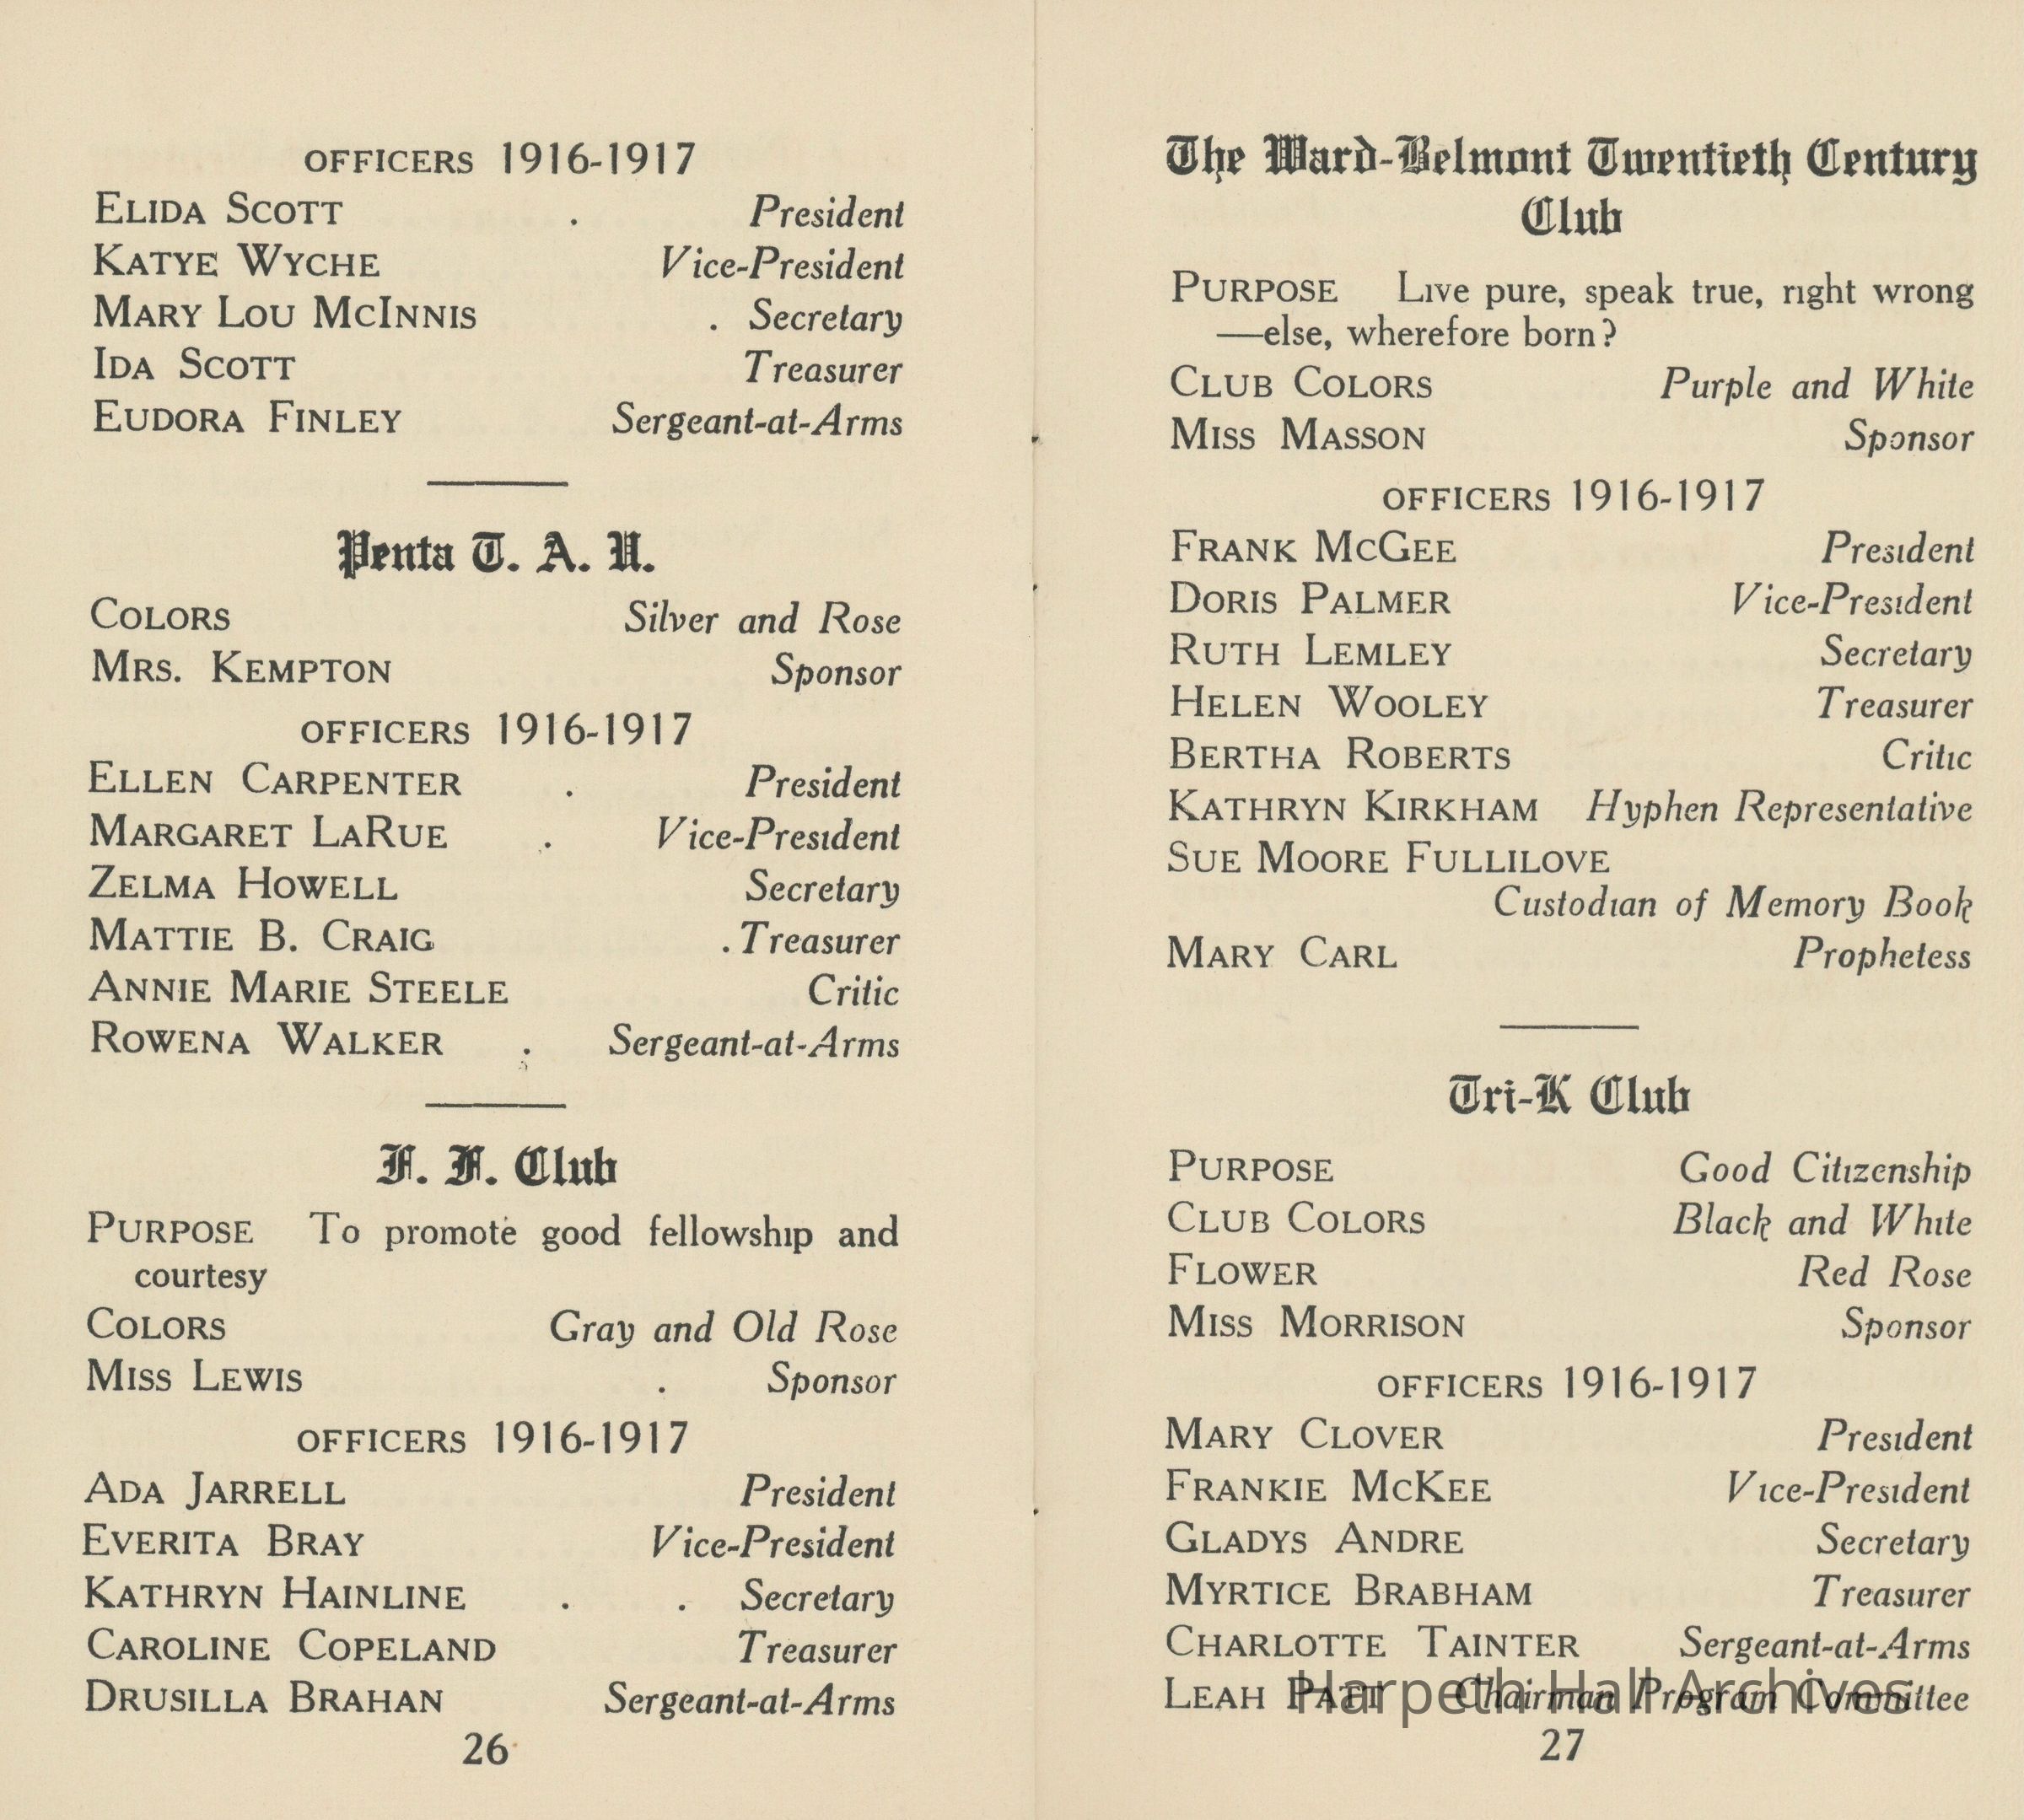 OFFICERS 1916-1917
ELIDA SCOTT . President
KATYE WYCHE Vice-President
MARY LOU MCINNIS . Secretary
IDA SCOTT Treasurer
EUDORA FINLEY Sergeant-at-Arms
Penta T. A. U.
COLORS Silver and Rose
MRS. KEMPTON Sponsor
OFFICERS 1916-1917
ELLEN CARPENTER . President
MARGARET LARUE . Vice-President
ZELMA HOWELL Secretary
MATTIE B. CRAIG . Treasurer
ANNIE MARIE STEELE Critic
ROWENA WALKER . Sergeant-at-Arms
F. F. Club
PURPOSE To promote good fellowship and
courtesy
COLORS Gray and Old Rose
MISS LEWIS . Sponsor
OFFICERS 1916-1917
ADA JARRELL President
EVERITA BRAY Vice-President
KATHRYN HAINLINE . . Secretary
CAROLINE COPELAND Treasurer
DRUSILLA BRAHAN Sergeant-at-Arms
26
The Ward-Belmont Twentieth Century
Club
PURPOSE Live pure, speak true, right wrong
—else, wherefore born?
CLUB COLORS Purple and White
MISS MASSON Sponsor
OFFICERS 1916-1917
FRANK MCGEE President
DORIS PALMER Vice-President
RUTH LEMLEY Secretary
HELEN WOOLEY Treasurer
BERTHA ROBERTS Critic
KATHRYN KIRKHAM Hyphen Representative
SUE MOORE FULLILOVE
Custodian of Memory Book
MARY CARL Prophetess
Tri-K Club
PURPOSE Good Citizenship
CLUB COLORS Black and White
FLOWER Red Rose
MISS MORRISON Sponsor
OFFICERS 1916-1917
MARY CLOVER President
FRANKIE MCKEE Vice-President
GLADYS ANDRE Secretary
MYRTICE BRABHAM Treasurer
CHARLOTTE TAINTER Sergeant-at-Arms
LEAH Chairman Program Committee
Harpeth Hall Archives
27